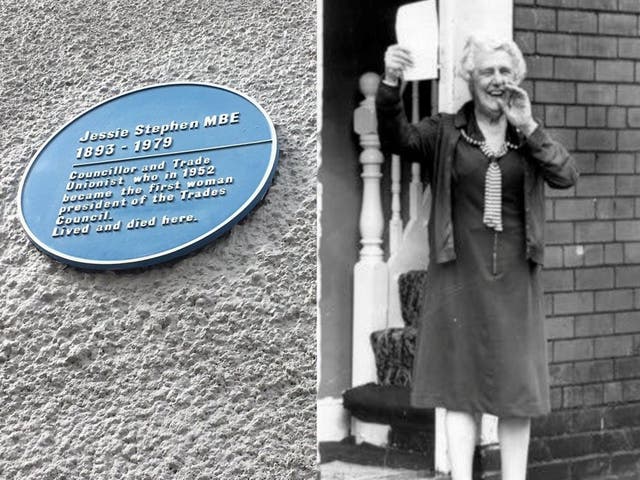 Jessie Stephen MBE
1893 - 1979
Councillor and Trade
Unionist who in 1952
became the first woman
president of the Trades
Council.
Lived and died here.